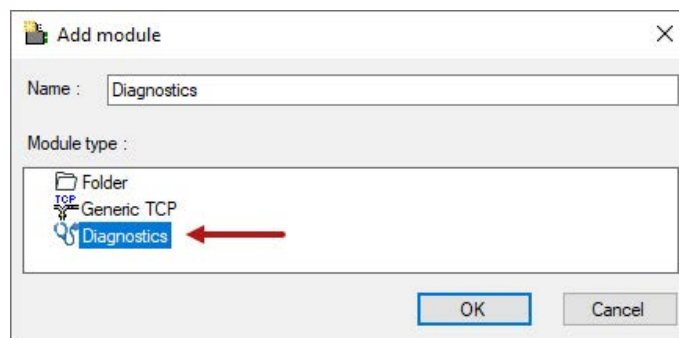 Add module
Name : Diagnostics
Module type :
Folder
TCP Generic TCP
Diagnostics
OK Cancel